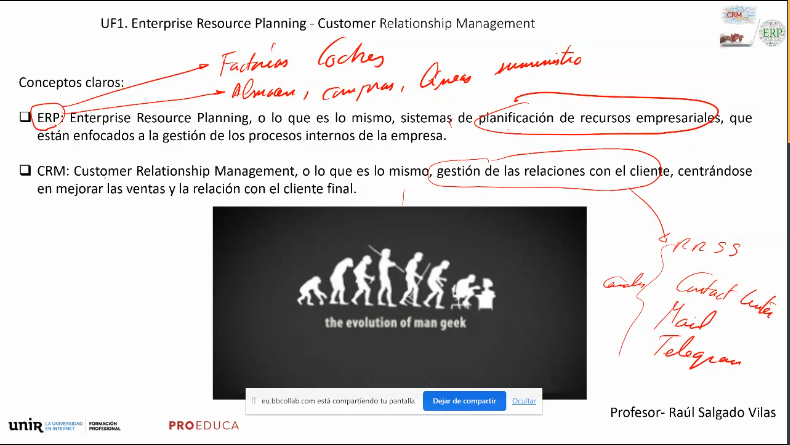 UF1. Enterprise Resource Planning - Customer Relationship Management
CRM
ERP
Factorías Coches
Almacen, compras, líneas suministro
Conceptos claros:
ERP: Enterprise Resource Planning, o lo que es lo mismo, sistemas de planificación de recursos empresariales, que
están enfocados a la gestión de los procesos internos de la empresa.
CRM: Customer Relationship Management, o lo que es lo mismo, gestión de las relaciones con el cliente, centrándose
en mejorar las ventas y la relación con el cliente final.
RRSS
Contact Center
Mail
Telegram
the evolution of man geek
eu.bbcollab.com está compartiendo tu pantalla.
Dejar de compartir
Ocultar
Profesor- Raúl Salgado Vilas
unir
LA UNIVERSIDAD
EN INTERNET
FORMACIÓN
PROFESIONAL
PROEDUCA